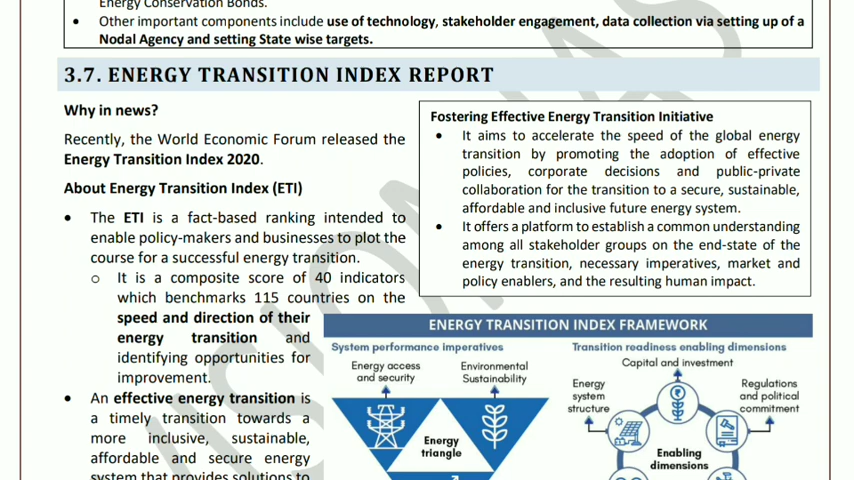 Energy Conservation Bonds.
• Other important components include use of technology, stakeholder engagement, data collection via setting up of a
Nodal Agency and setting State wise targets.
3.7. ENERGY TRANSITION INDEX REPORT
Why in news?
Recently, the World Economic Forum released the
Energy Transition Index 2020.
About Energy Transition Index (ETI)
• The ETI is a fact-based ranking intended to
enable policy-makers and businesses to plot the
course for a successful energy transition.
o It is a composite score of 40 indicators
which benchmarks 115 countries on the
speed and direction of their
energy transition and
identifying opportunities for
improvement.
• An effective energy transition is
a timely transition towards a
more inclusive, sustainable,
affordable and secure energy
system that provides solutions to
Fostering Effective Energy Transition Initiative
• It aims to accelerate the speed of the global energy
transition by promoting the adoption of effective
policies, corporate decisions and public-private
collaboration for the transition to a secure, sustainable,
affordable and inclusive future energy system.
• It offers a platform to establish a common understanding
among all stakeholder groups on the end-state of the
energy transition, necessary imperatives, market and
policy enablers, and the resulting human impact.
ENERGY TRANSITION INDEX FRAMEWORK
System performance imperatives
Energy access
and security
Environmental
Sustainability
Energy
triangle
Transition readiness enabling dimensions
Capital and investment
Energy
system
structure
Regulations
and political
commitment
Enabling
dimensions